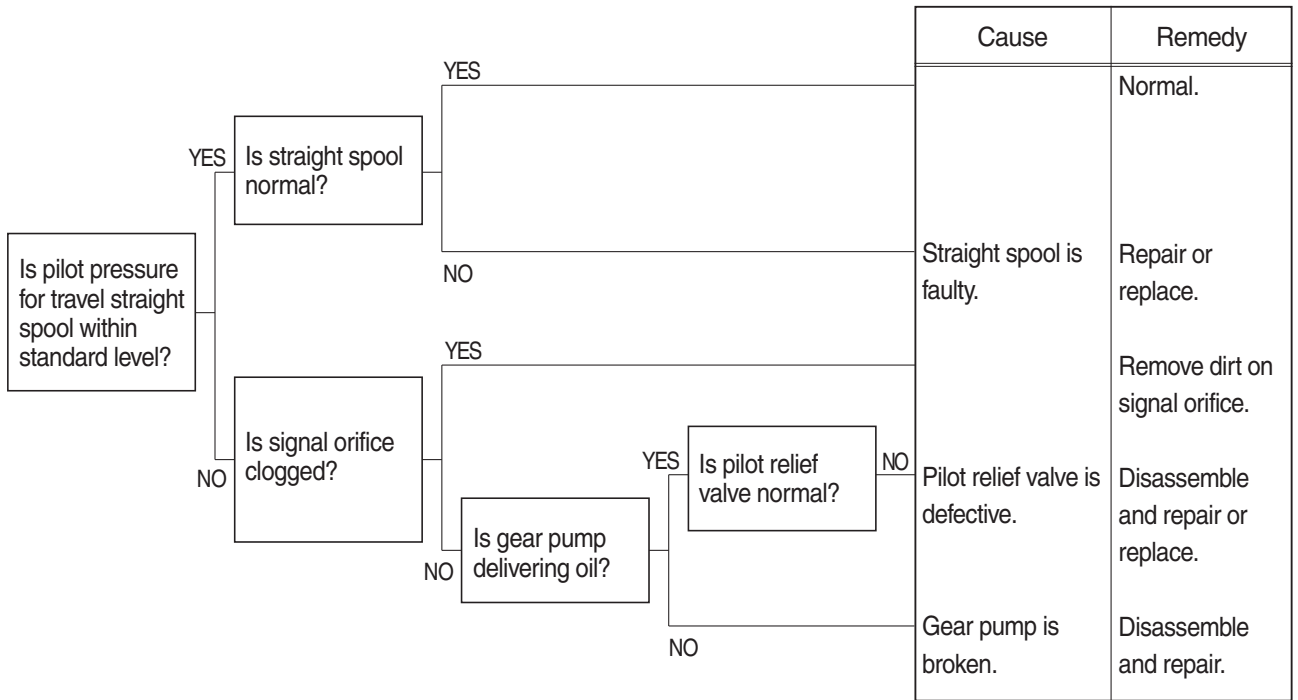 Cause
Remedy
YES
Normal.
YES
Is straight spool
normal?
NO
Straight spool is
faulty.
Repair or
replace.
Is pilot pressure
for travel straight
spool within
standard level?
YES
Remove dirt on
signal orifice.
NO
Is signal orifice
clogged?
YES
Is pilot relief
valve normal?
NO
Pilot relief valve is
defective.
Disassemble
and repair or
replace.
NO
Is gear pump
delivering oil?
NO
Gear pump is
broken.
Disassemble
and repair.